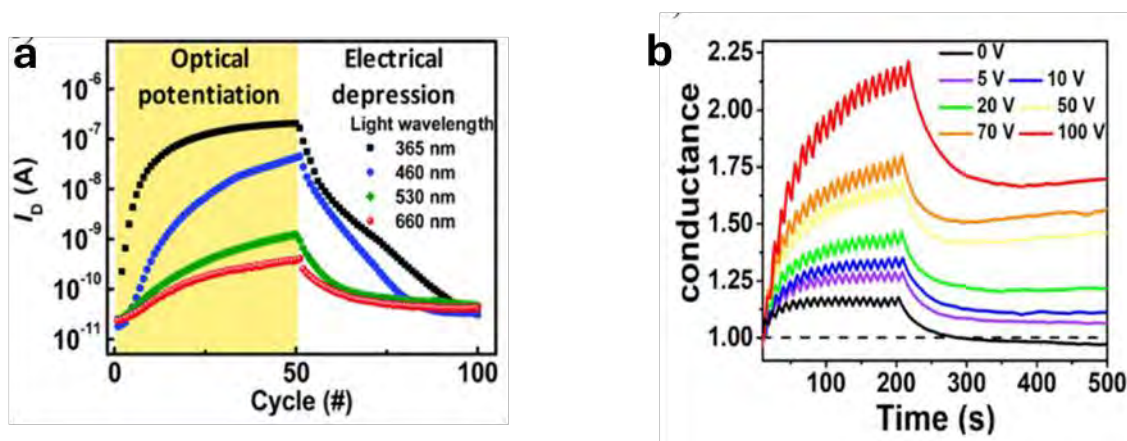 a
Optical Electrical
potentiation depression
Light wavelength
365 nm
460 nm
530 nm
660 nm
10⁻⁶
10⁻⁷
10⁻⁸
10⁻⁹
10⁻¹⁰
10⁻¹¹
I_D (A)
0 50 100
Cycle (#)
b
2.25
2.00
1.75
1.50
1.25
1.00
conductance
0 V
5 V 10 V
20 V 50 V
70 V 100 V
100 200 300 400 500
Time (s)